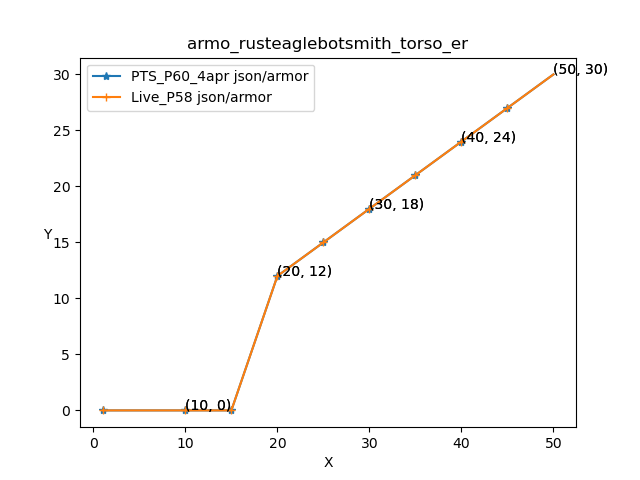 armo_rusteaglebotsmith_torso_er
PTS_P60_4apr json/armor
Live_P58 json/armor
Y
30
25
20
15
10
5
0
(50, 30)
(40, 24)
(30, 18)
(20, 12)
(10, 0)
0 10 20 30 40 50
X